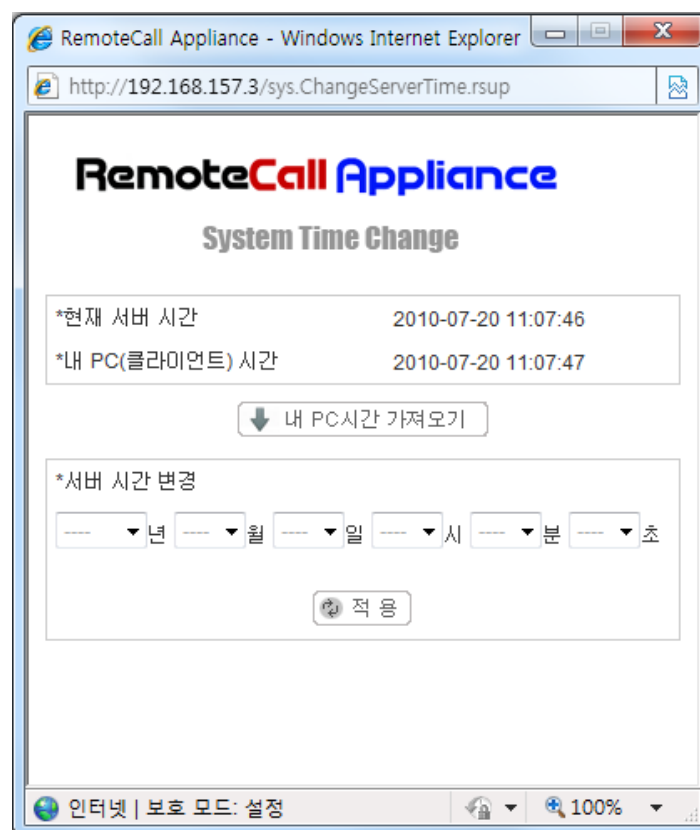 RemoteCall Appliance - Windows Internet Explorer
http://192.168.157.3/sys.ChangeServerTime.rsup
RemoteCall Appliance
System Time Change
*현재 서버 시간 2010-07-20 11:07:46
*내 PC(클라이언트) 시간 2010-07-20 11:07:47
내 PC시간 가져오기
*서버 시간 변경
---- 년 ---- 월 ---- 일 ---- 시 ---- 분 ---- 초
적 용
인터넷 | 보호 모드: 설정 100%